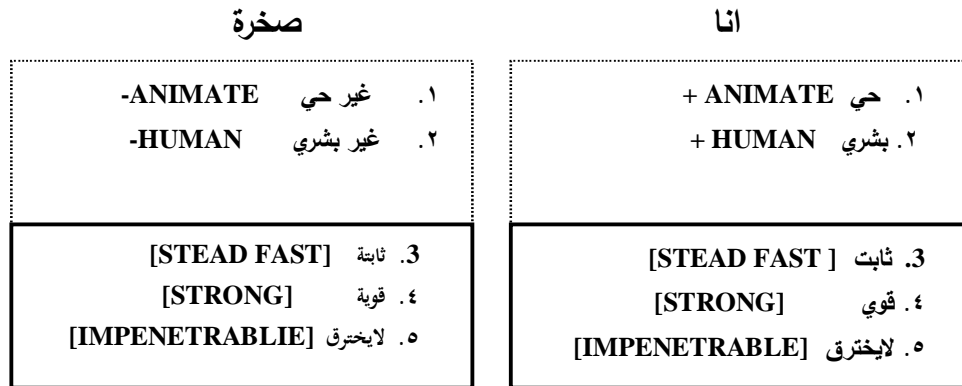 انا
١. حي ANIMATE +
٢. بشري HUMAN +
3. ثابت [STEAD FAST ]
٤. قوي [STRONG]
٥. لايخترق [IMPENETRABLE]
صخرة
١. غير حي ANIMATE-
٢. غير بشري HUMAN-
3. ثابتة [STEAD FAST]
٤. قوية [STRONG]
٥. لايخترق [IMPENETRABLIE]